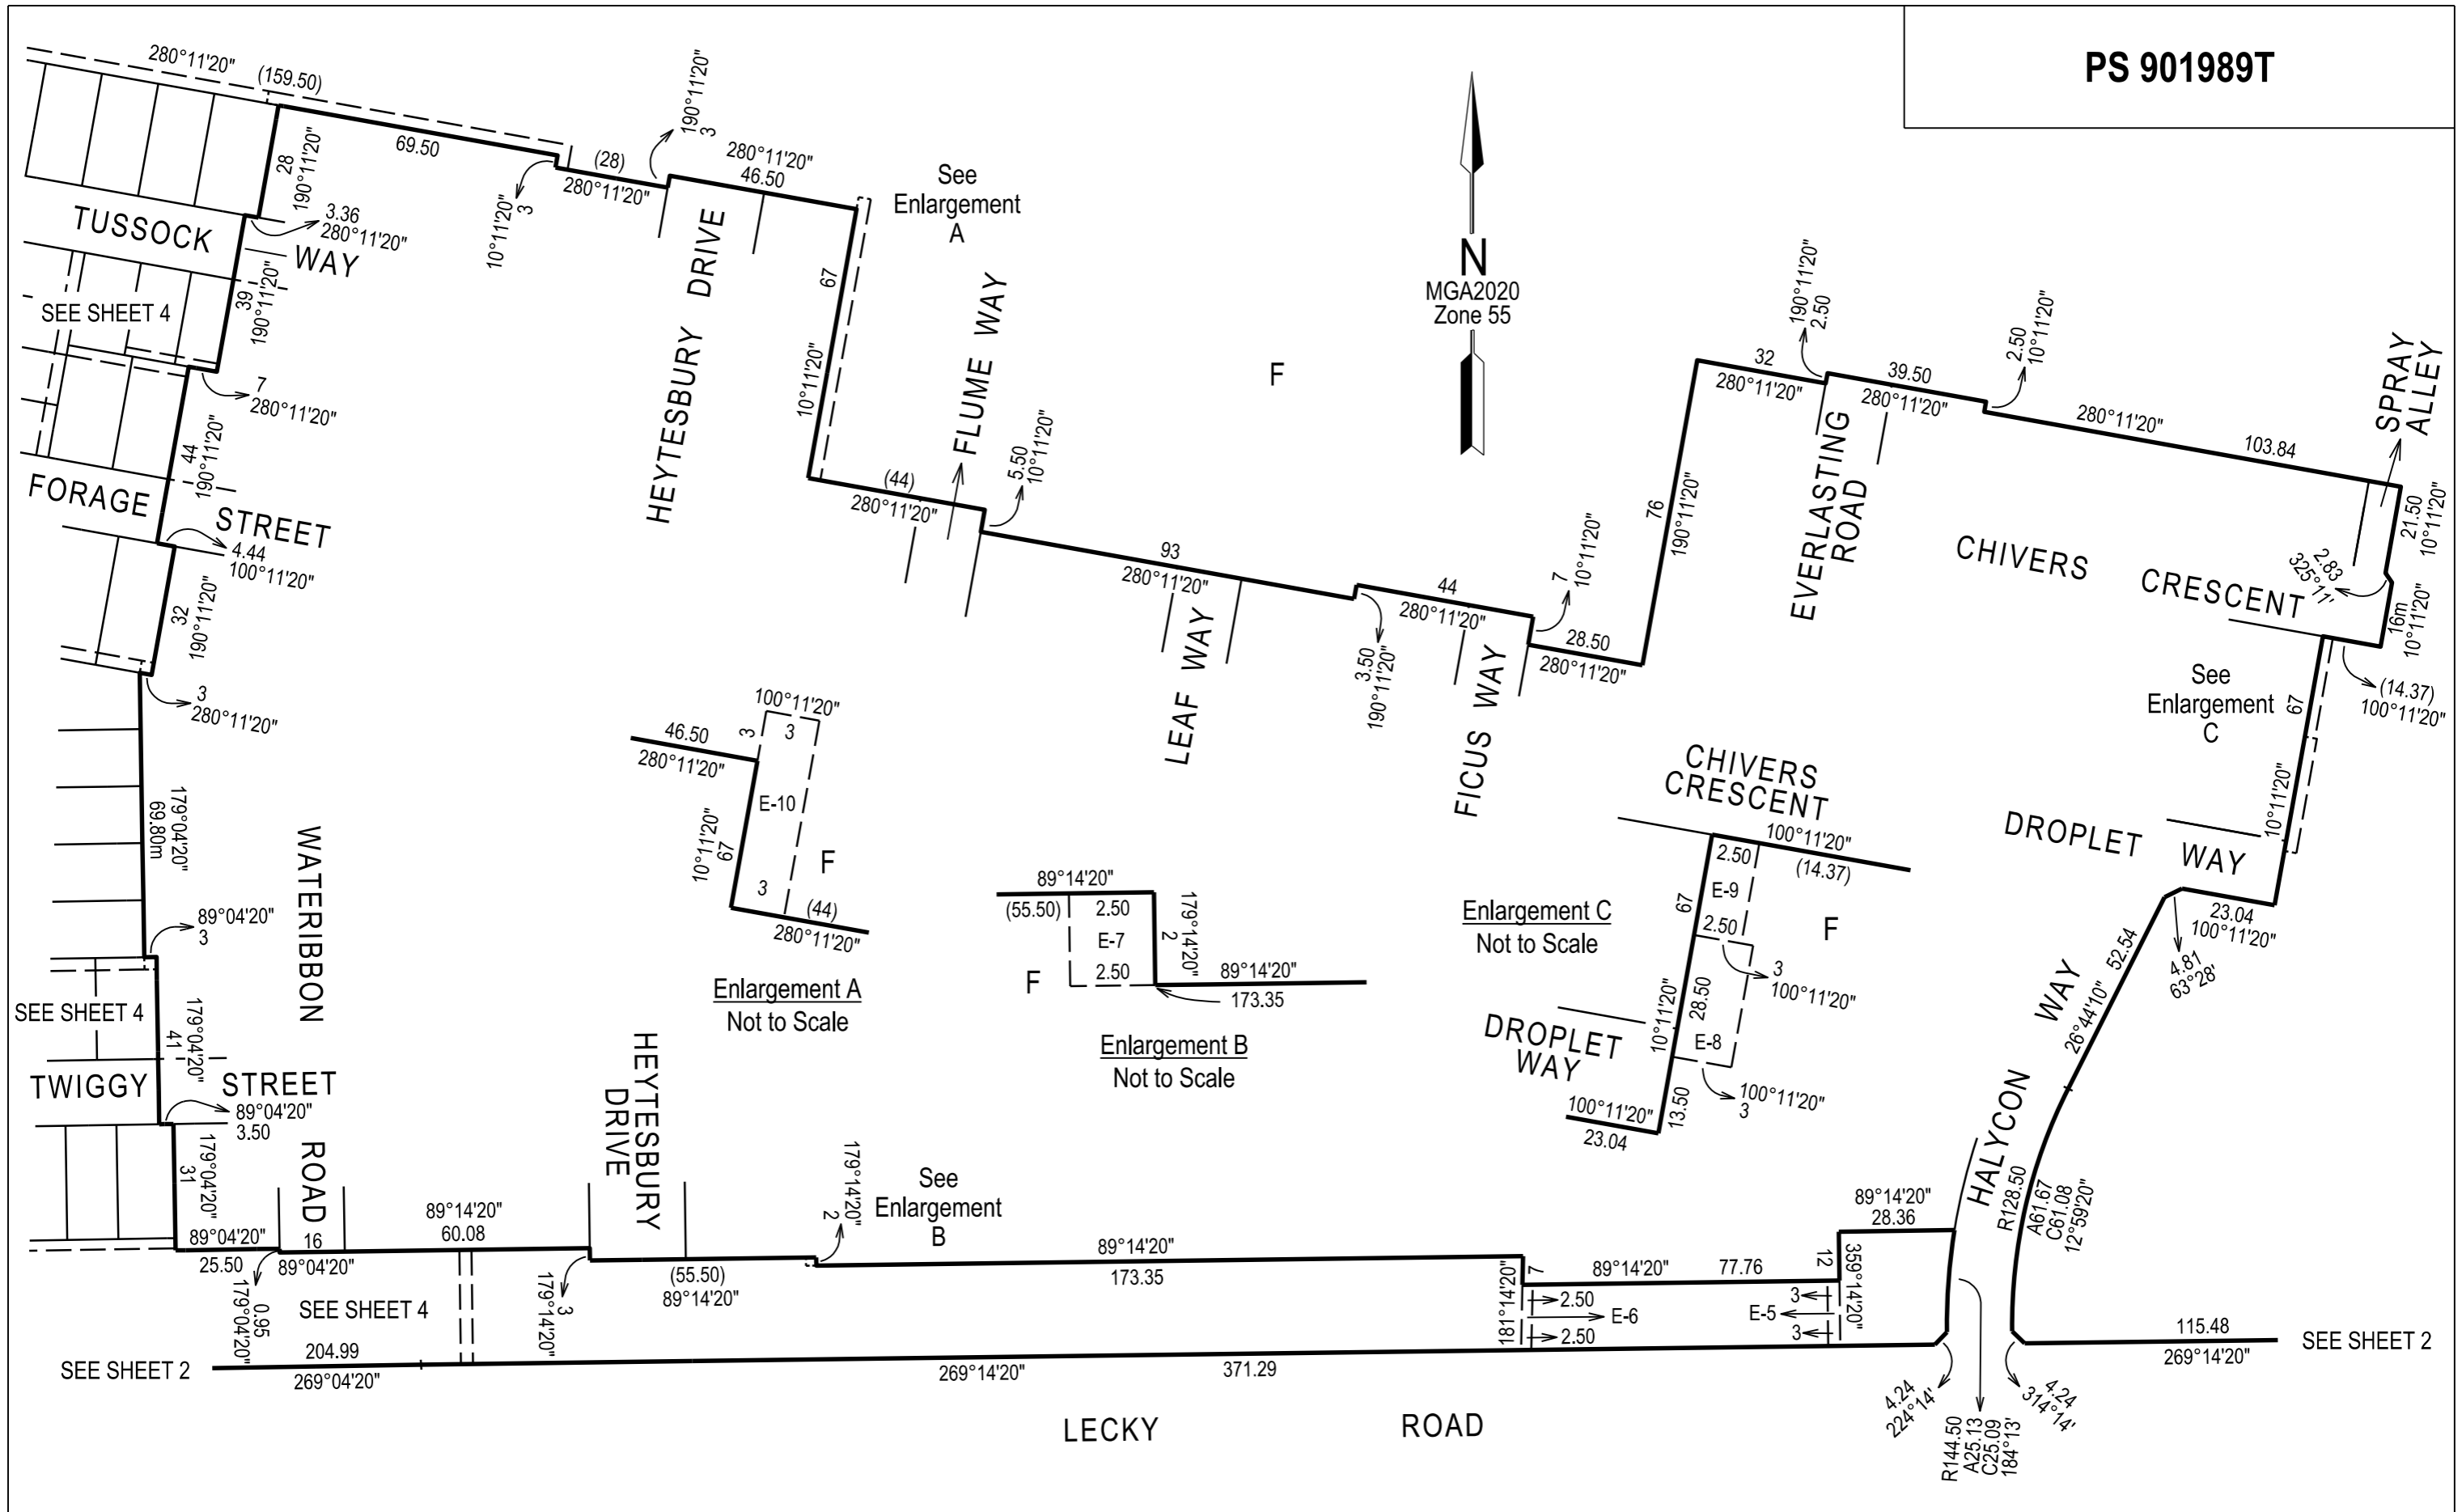 PS 901989T
280°11'20"
(159.50)
69.50
28
190°11'20"
3.36
280°11'20"
TUSSOCK
WAY
39
190°11'20"
SEE SHEET 4
7
280°11'20"
44
190°11'20"
FORAGE
STREET
4.44
100°11'20"
32
190°11'20"
3
280°11'20"
10°11'20"
3
(28)
280°11'20"
190°11'20"
3
280°11'20"
46.50
See
Enlargement
A
HEYTESBURY DRIVE
67
10°11'20"
FLUME WAY
(44)
280°11'20"
5.50
10°11'20"
N
MGA2020
Zone 55
F
93
280°11'20"
LEAF WAY
3.50
190°11'20"
44
280°11'20"
7
10°11'20"
FICUS WAY
28.50
280°11'20"
76
190°11'20"
32
280°11'20"
190°11'20"
2.50
39.50
280°11'20"
2.50
10°11'20"
EVERLASTING
ROAD
280°11'20"
103.84
SPRAY
ALLEY
21.50
10°11'20"
2.83
325°11'
CHIVERS
CRESCENT
16m
10°11'20"
(14.37)
100°11'20"
See
Enlargement
C
67
10°11'20"
DROPLET
WAY
23.04
100°11'20"
4.81
63°28'
52.54
26°44'10"
HALYCON WAY
R128.50
A61.67
C61.08
12°59'20"
179°04'20"
69.80m
WATERIBBON
ROAD
89°04'20"
3
SEE SHEET 4
179°04'20"
41
TWIGGY
STREET
89°04'20"
3.50
179°04'20"
31
89°04'20"
25.50
179°04'20"
0.95
16
89°04'20"
89°14'20"
60.08
SEE SHEET 4
HEYTESBURY
DRIVE
179°14'20"
3
(55.50)
89°14'20"
179°14'20"
2
See
Enlargement
B
89°14'20"
173.35
181°14'20"
7
89°14'20"
77.76
2.50
E-6
2.50
3
E-5
3
12
359°14'20"
89°14'20"
28.36
SEE SHEET 2
204.99
269°04'20"
269°14'20"
371.29
4.24
224°14'
R144.50
A25.13
C25.09
184°13'
4.24
314°14'
115.48
269°14'20"
SEE SHEET 2
LECKY ROAD
46.50
280°11'20"
100°11'20"
3
3
E-10
10°11'20"
67
3
F
(44)
280°11'20"
Enlargement A
Not to Scale
89°14'20"
(55.50)
2.50
E-7
2.50
179°14'20"
2
F
89°14'20"
173.35
Enlargement B
Not to Scale
CHIVERS
CRESCENT
100°11'20"
(14.37)
2.50
E-9
2.50
67
F
3
100°11'20"
10°11'20"
28.50
E-8
DROPLET
WAY
100°11'20"
3
13.50
100°11'20"
23.04
Enlargement C
Not to Scale